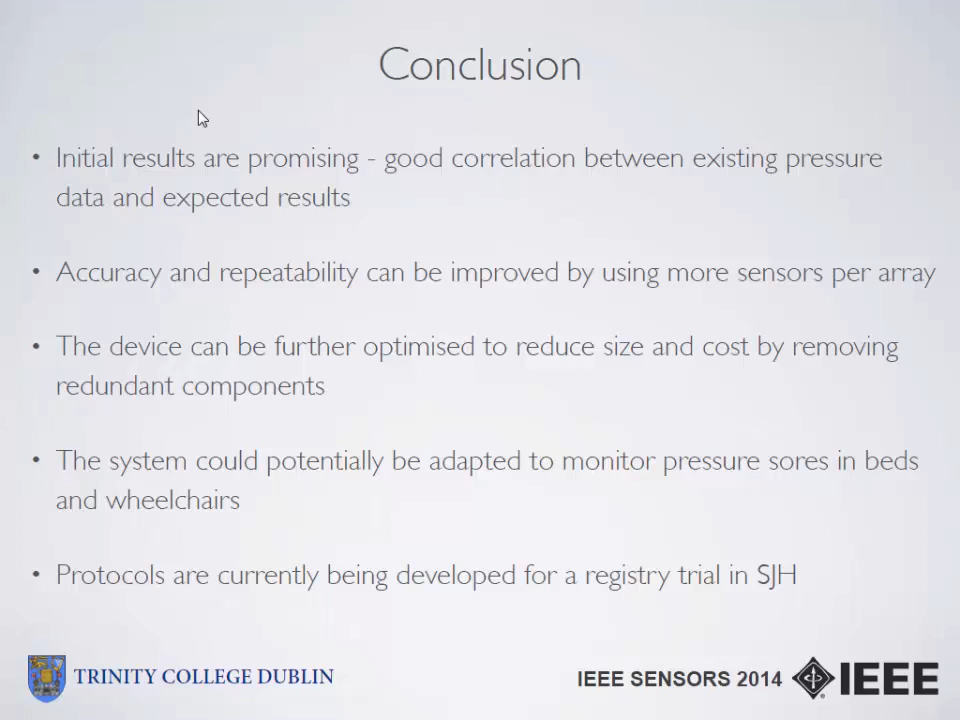 Conclusion
• Initial results are promising - good correlation between existing pressure
data and expected results
• Accuracy and repeatability can be improved by using more sensors per array
• The device can be further optimised to reduce size and cost by removing
redundant components
• The system could potentially be adapted to monitor pressure sores in beds
and wheelchairs
• Protocols are currently being developed for a registry trial in SJH
TRINITY COLLEGE DUBLIN
IEEE SENSORS 2014 IEEE